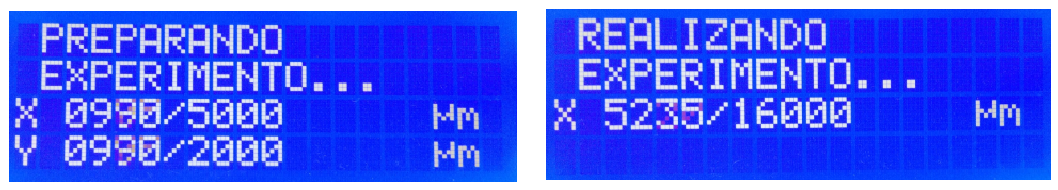 PREPARANDO
EXPERIMENTO...
X 0990/5000 µm
Y 0990/2000 µm
REALIZANDO
EXPERIMENTO...
X 5235/16000 µm